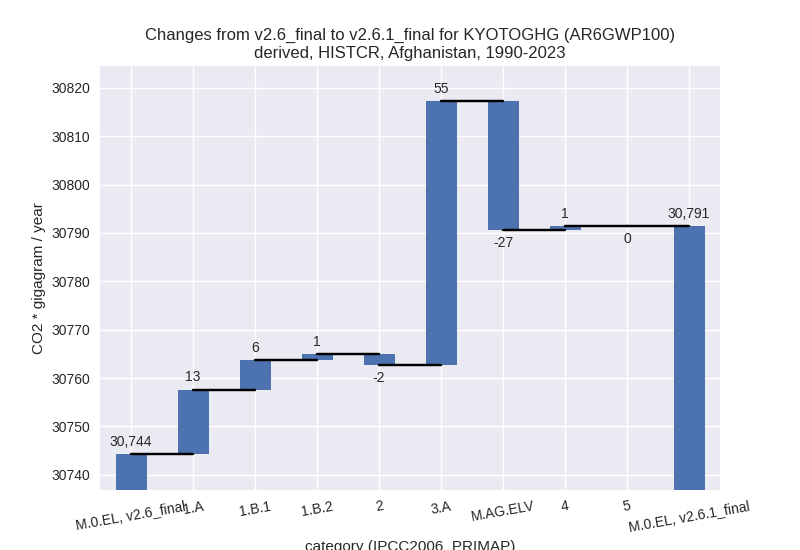 Changes from v2.6_final to v2.6.1_final for KYOTOGHG (AR6GWP100)
derived, HISTCR, Afghanistan, 1990-2023
CO2 * gigagram / year
30820
30810
30800
30790
30780
30770
30760
30750
30740
30,744
13
6
1
-2
55
-27
1
0
30,791
M.0.EL, v2.6_final
1.A
1.B.1
1.B.2
2
3.A
M.AG.ELV
4
5
M.0.EL, v2.6.1_final
category (IPCC2006_PRIMAP)